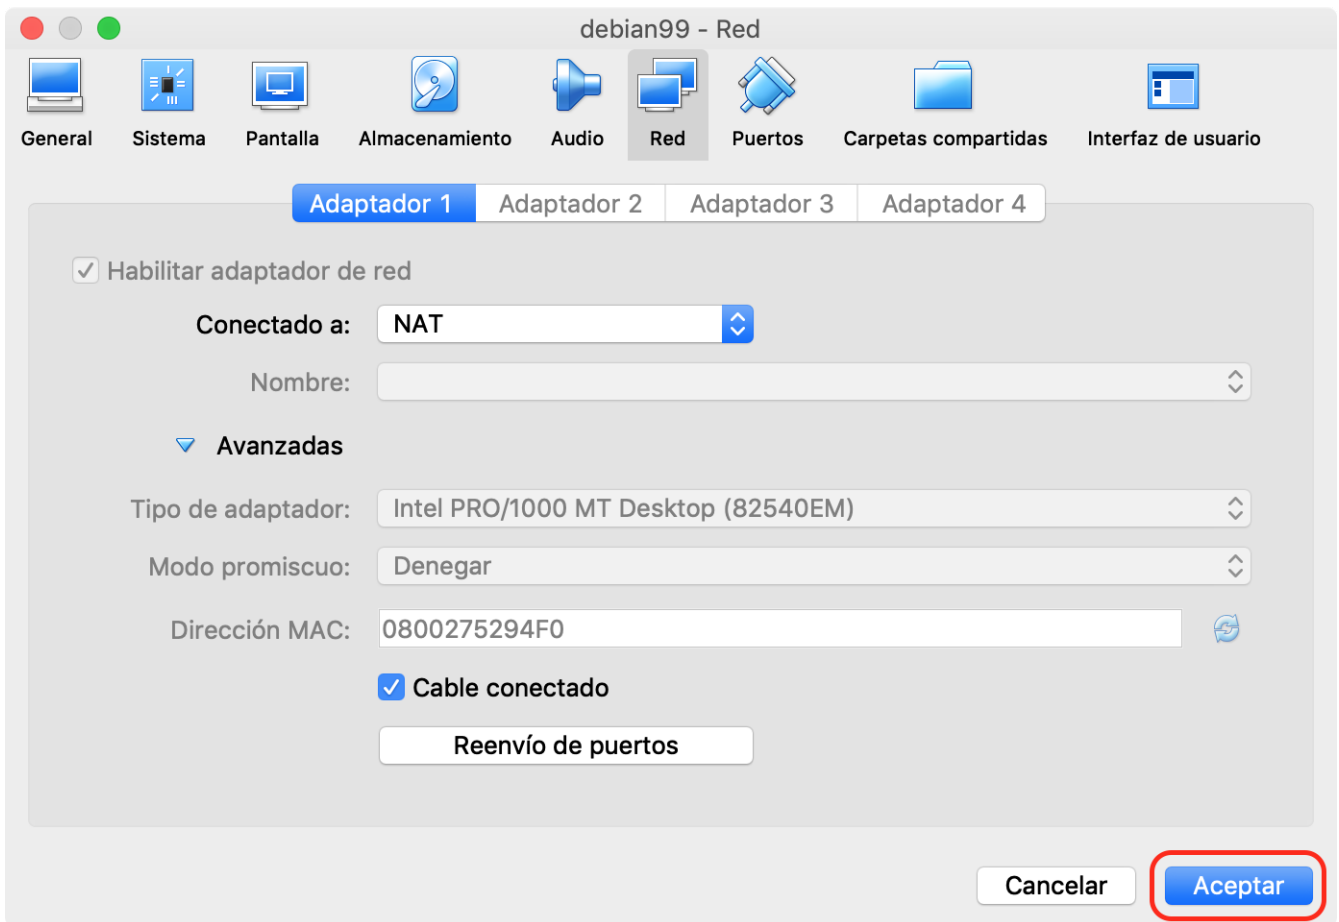 debian99 - Red
General
Sistema
Pantalla
Almacenamiento
Audio
Red
Puertos
Carpetas compartidas
Interfaz de usuario
Adaptador 1
Adaptador 2
Adaptador 3
Adaptador 4
Habilitar adaptador de red
Conectado a: NAT
Nombre:
Avanzadas
Tipo de adaptador: Intel PRO/1000 MT Desktop (82540EM)
Modo promiscuo: Denegar
Dirección MAC: 0800275294F0
Cable conectado
Reenvío de puertos
Cancelar
Aceptar